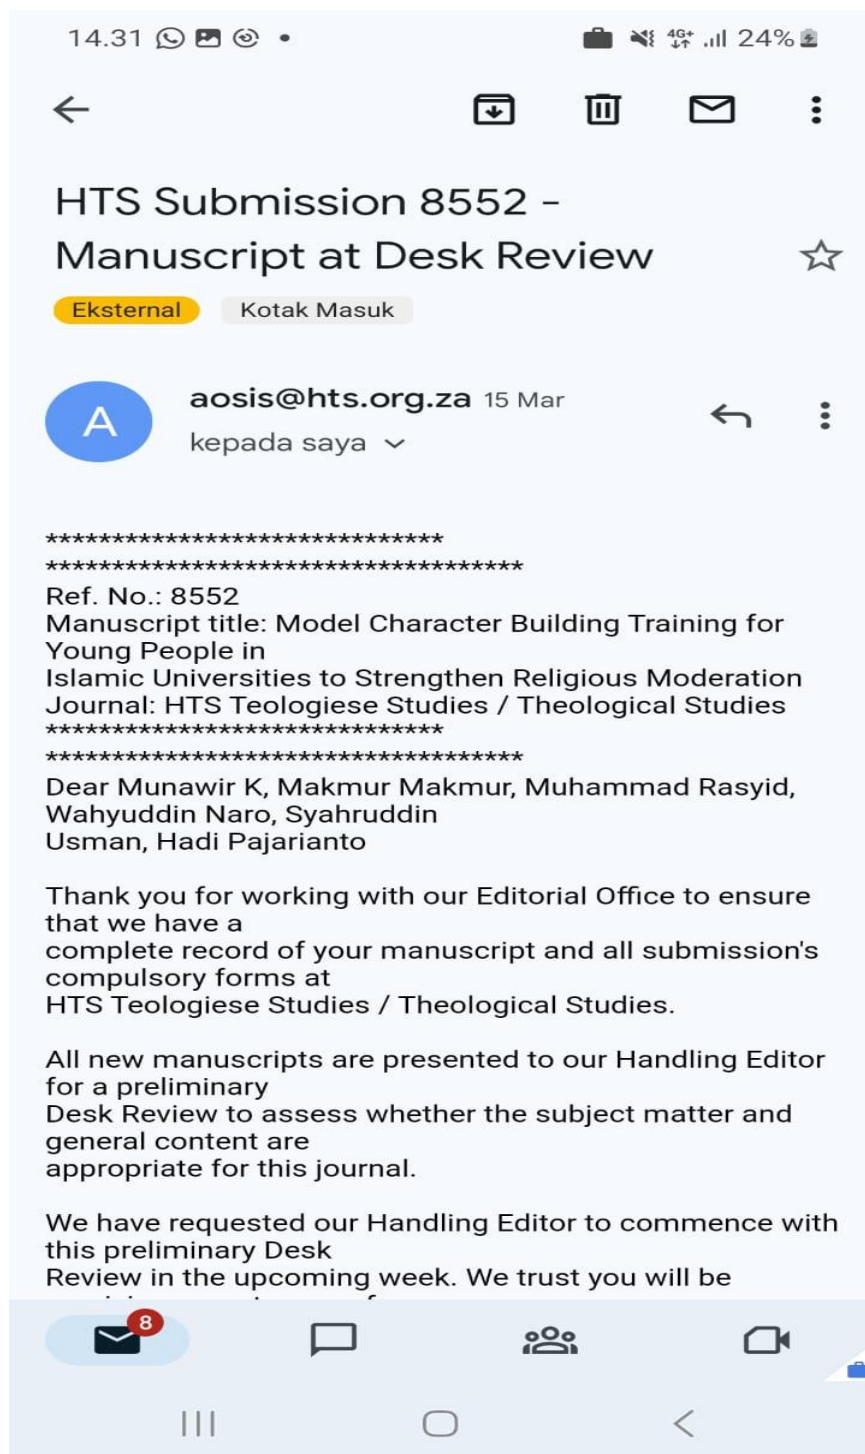 14.31
4G+ 24%
HTS Submission 8552 -
Manuscript at Desk Review
Eksternal Kotak Masuk
A
aosis@hts.org.za 15 Mar
kepada saya
******************************
************************************
Ref. No.: 8552
Manuscript title: Model Character Building Training for
Young People in
Islamic Universities to Strengthen Religious Moderation
Journal: HTS Teologiese Studies / Theological Studies
******************************
************************************
Dear Munawir K, Makmur Makmur, Muhammad Rasyid,
Wahyuddin Naro, Syahruddin
Usman, Hadi Pajarianto
Thank you for working with our Editorial Office to ensure
that we have a
complete record of your manuscript and all submission's
compulsory forms at
HTS Teologiese Studies / Theological Studies.
All new manuscripts are presented to our Handling Editor
for a preliminary
Desk Review to assess whether the subject matter and
general content are
appropriate for this journal.
We have requested our Handling Editor to commence with
this preliminary Desk
Review in the upcoming week. We trust you will be
8